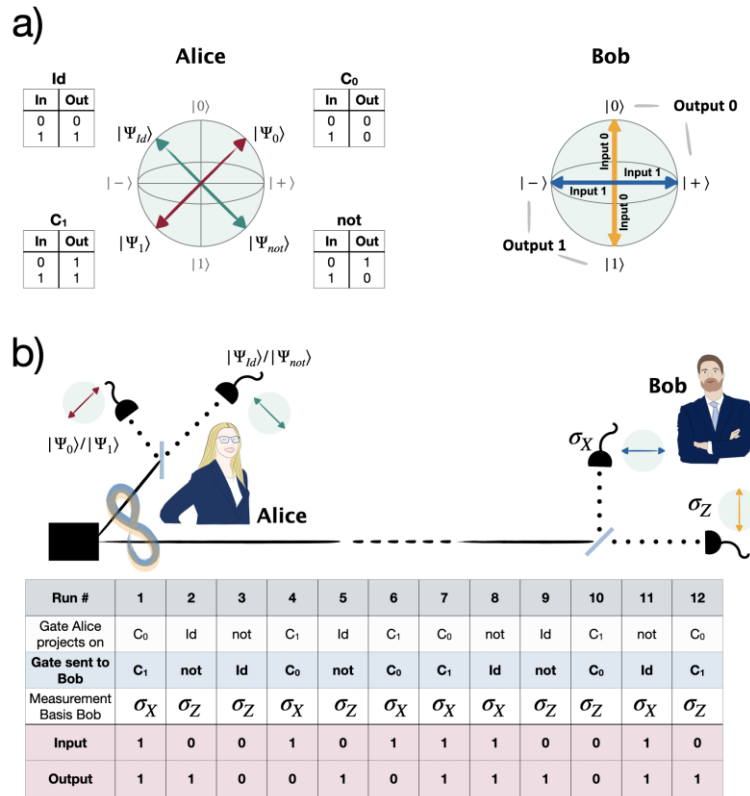 a)
Alice
Bob
Id
In Out
0 0
1 1
C₀
In Out
0 0
1 0
C₁
In Out
0 1
1 1
not
In Out
0 1
1 0
|0⟩
|Ψ_Id⟩
|Ψ₀⟩
|−⟩
|+⟩
|Ψ₁⟩
|Ψ_not⟩
|1⟩
|0⟩
Output 0
Input 0
|−⟩
Input 1
|+⟩
Input 1
Input 0
Output 1
|1⟩
b)
|Ψ_Id⟩/|Ψ_not⟩
|Ψ₀⟩/|Ψ₁⟩
Alice
Bob
σ_X
σ_Z
Run # 1 2 3 4 5 6 7 8 9 10 11 12
Gate Alice
projects on C₀ Id not C₁ Id C₁ C₀ not Id C₁ not C₀
Gate sent to
Bob C₁ not Id C₀ not C₀ C₁ Id not C₀ Id C₁
Measurement
Basis Bob σ_X σ_Z σ_Z σ_X σ_Z σ_X σ_X σ_X σ_Z σ_Z σ_X σ_Z
Input 1 0 0 1 0 1 1 1 0 0 1 0
Output 1 1 0 0 1 0 1 1 1 0 1 1